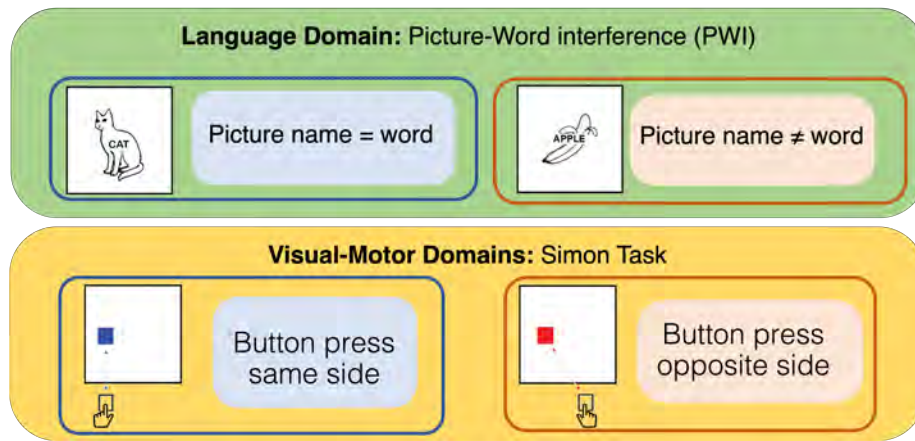 Language Domain: Picture-Word interference (PWI)
CAT
Picture name = word
APPLE
Picture name ≠ word
Visual-Motor Domains: Simon Task
Button press
same side
Button press
opposite side